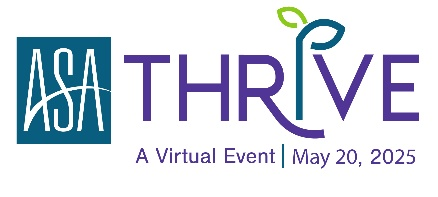 ASA THRIVE
A Virtual Event | May 20, 2025